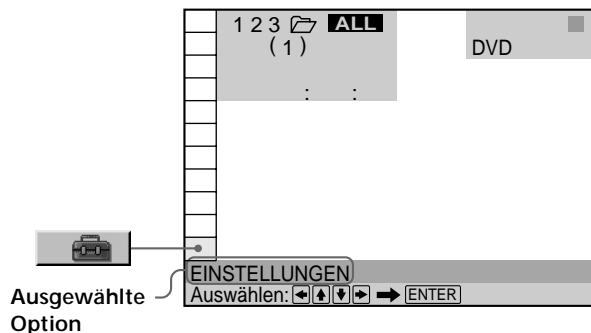 1 2 3 ALL
( 1 )
DVD
: :
EINSTELLUNGEN
Auswählen: ENTER
Ausgewählte
Option